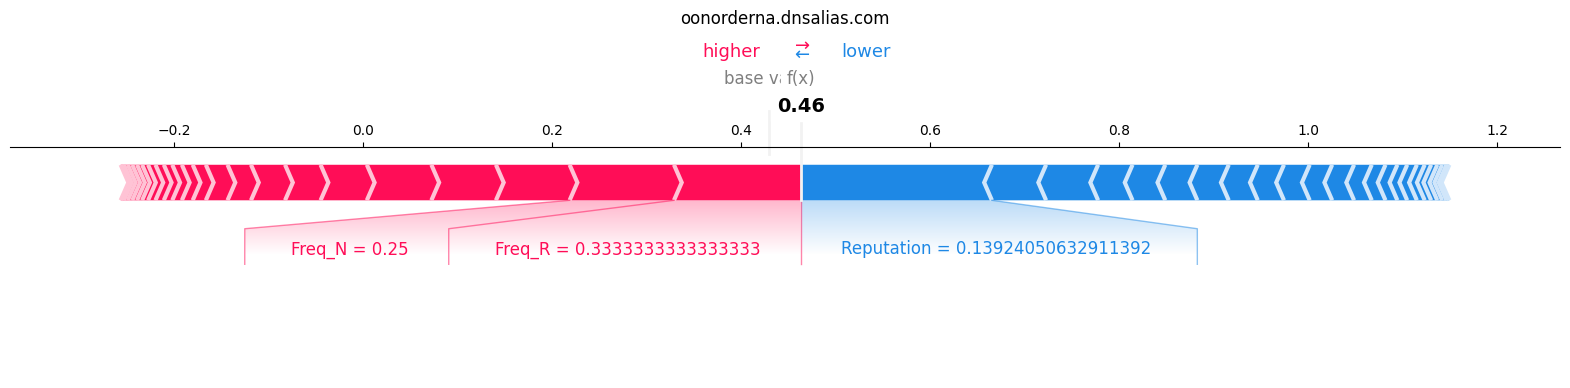 oonorderna.dnsalias.com
higher ⇄ lower
base va f(x)
0.46
−0.2 0.0 0.2 0.4 0.6 0.8 1.0 1.2
Freq_N = 0.25 Freq_R = 0.3333333333333333 Reputation = 0.13924050632911392